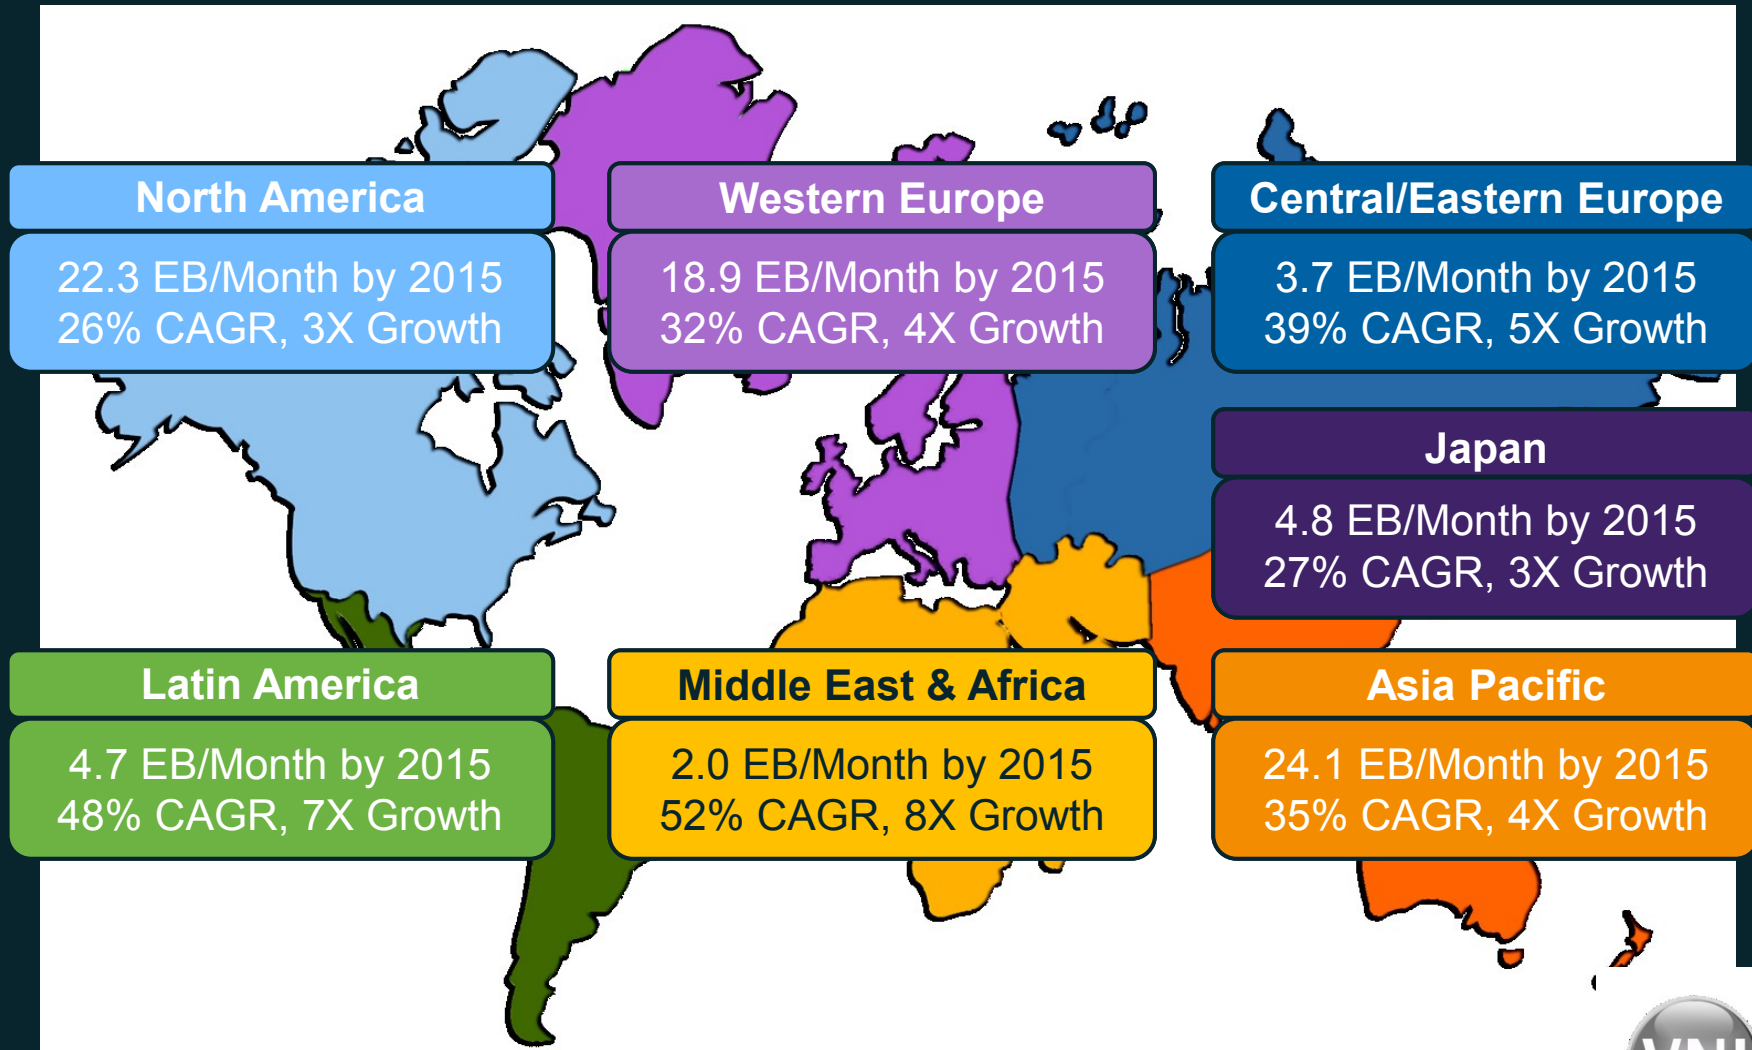 North America
22.3 EB/Month by 2015
26% CAGR, 3X Growth
Western Europe
18.9 EB/Month by 2015
32% CAGR, 4X Growth
Central/Eastern Europe
3.7 EB/Month by 2015
39% CAGR, 5X Growth
Japan
4.8 EB/Month by 2015
27% CAGR, 3X Growth
Latin America
4.7 EB/Month by 2015
48% CAGR, 7X Growth
Middle East & Africa
2.0 EB/Month by 2015
52% CAGR, 8X Growth
Asia Pacific
24.1 EB/Month by 2015
35% CAGR, 4X Growth
VNI